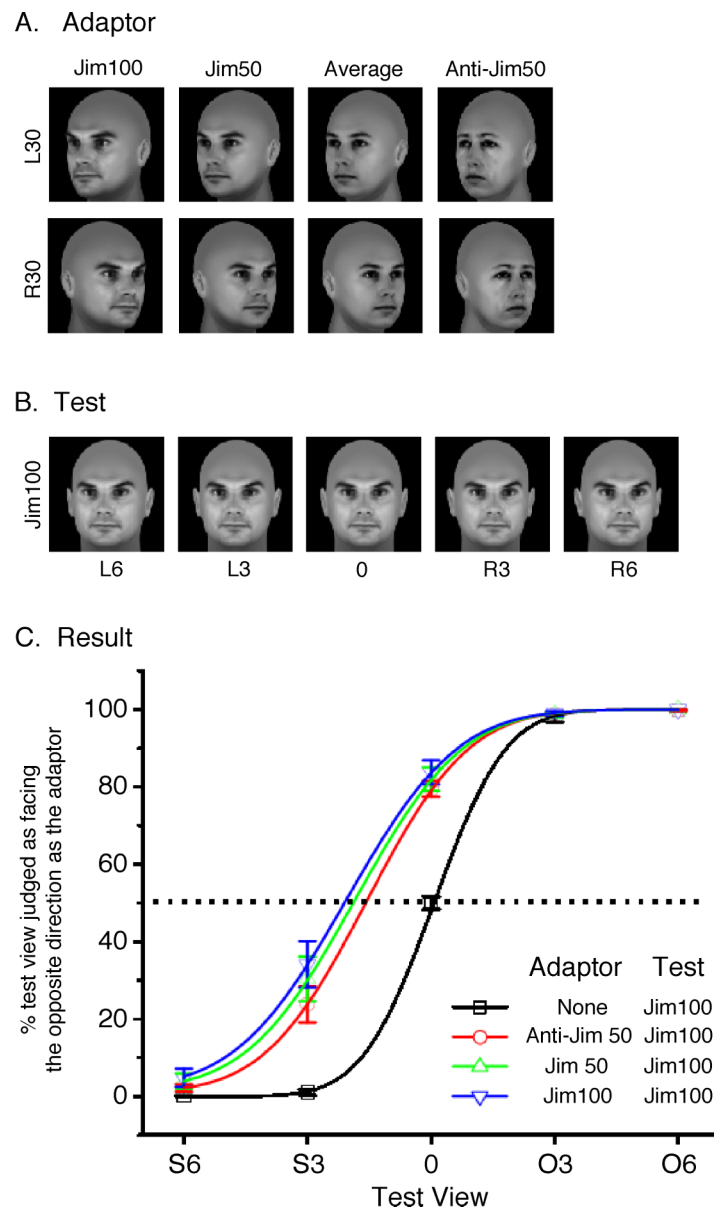 A. Adaptor
Jim100 Jim50 Average Anti-Jim50
L30
R30
B. Test
Jim100
L6 L3 0 R3 R6
C. Result
% test view judged as facing
the opposite direction as the adaptor
100
80
60
40
20
0
Adaptor Test
None Jim100
Anti-Jim 50 Jim100
Jim 50 Jim100
Jim100 Jim100
S6 S3 0 O3 O6
Test View